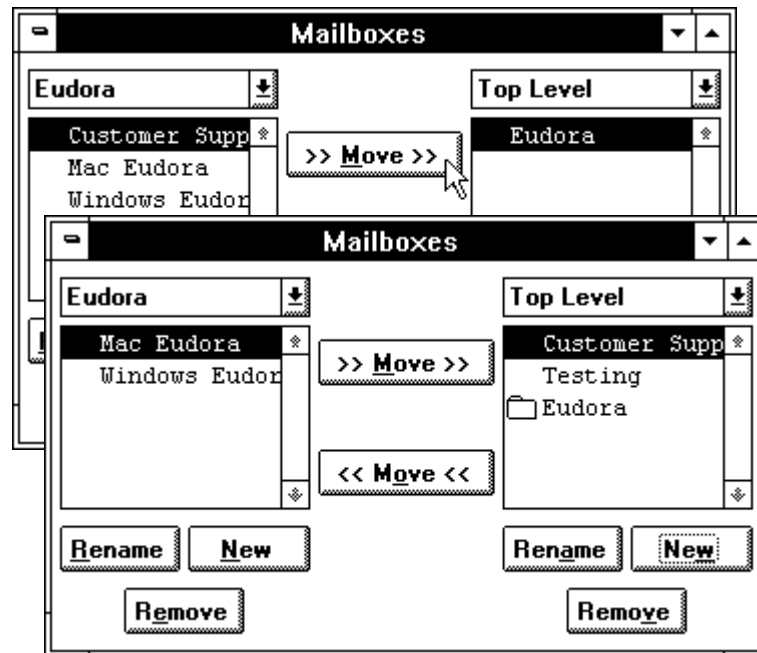 Mailboxes
Eudora Top Level
Customer Supp Eudora
>> Move >>
Mac Eudora
Windows Eudor
Mailboxes
Eudora Top Level
Mac Eudora Customer Supp
>> Move >>
Windows Eudor Testing
Eudora
<< Move <<
Rename New Rename New
Remove Remove